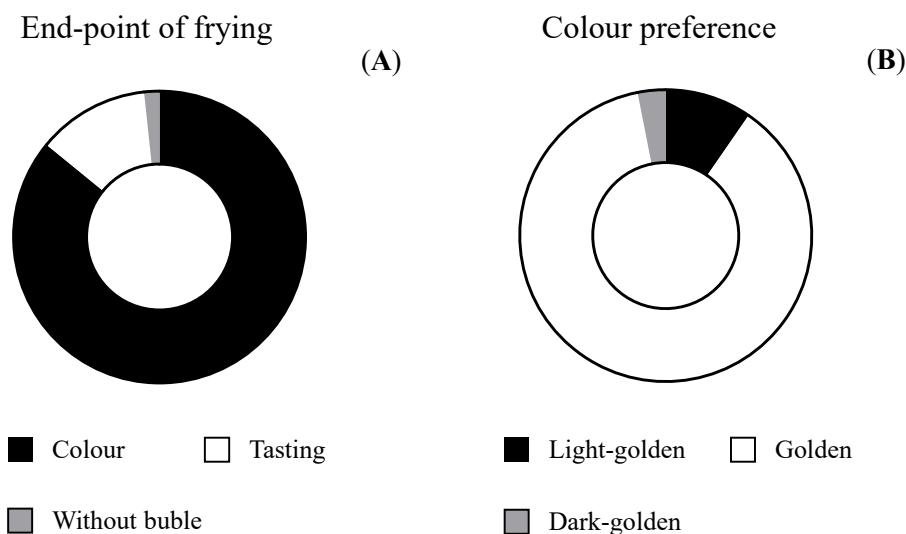 End-point of frying
(A)
Colour Tasting
Without buble
Colour preference
(B)
Light-golden Golden
Dark-golden